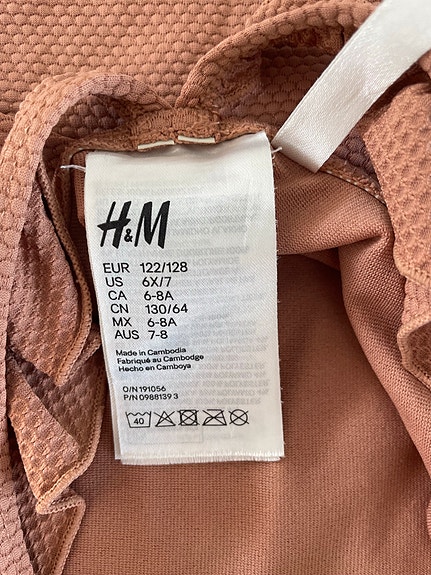 H&M
EUR 122/128
US 6X/7
CA 6-8A
CN 130/64
MX 6-8A
AUS 7-8
Made in Cambodia
Fabriqué au Cambodge
Hecho en Camboya
O/N 191056
P/N 0988139 3
40